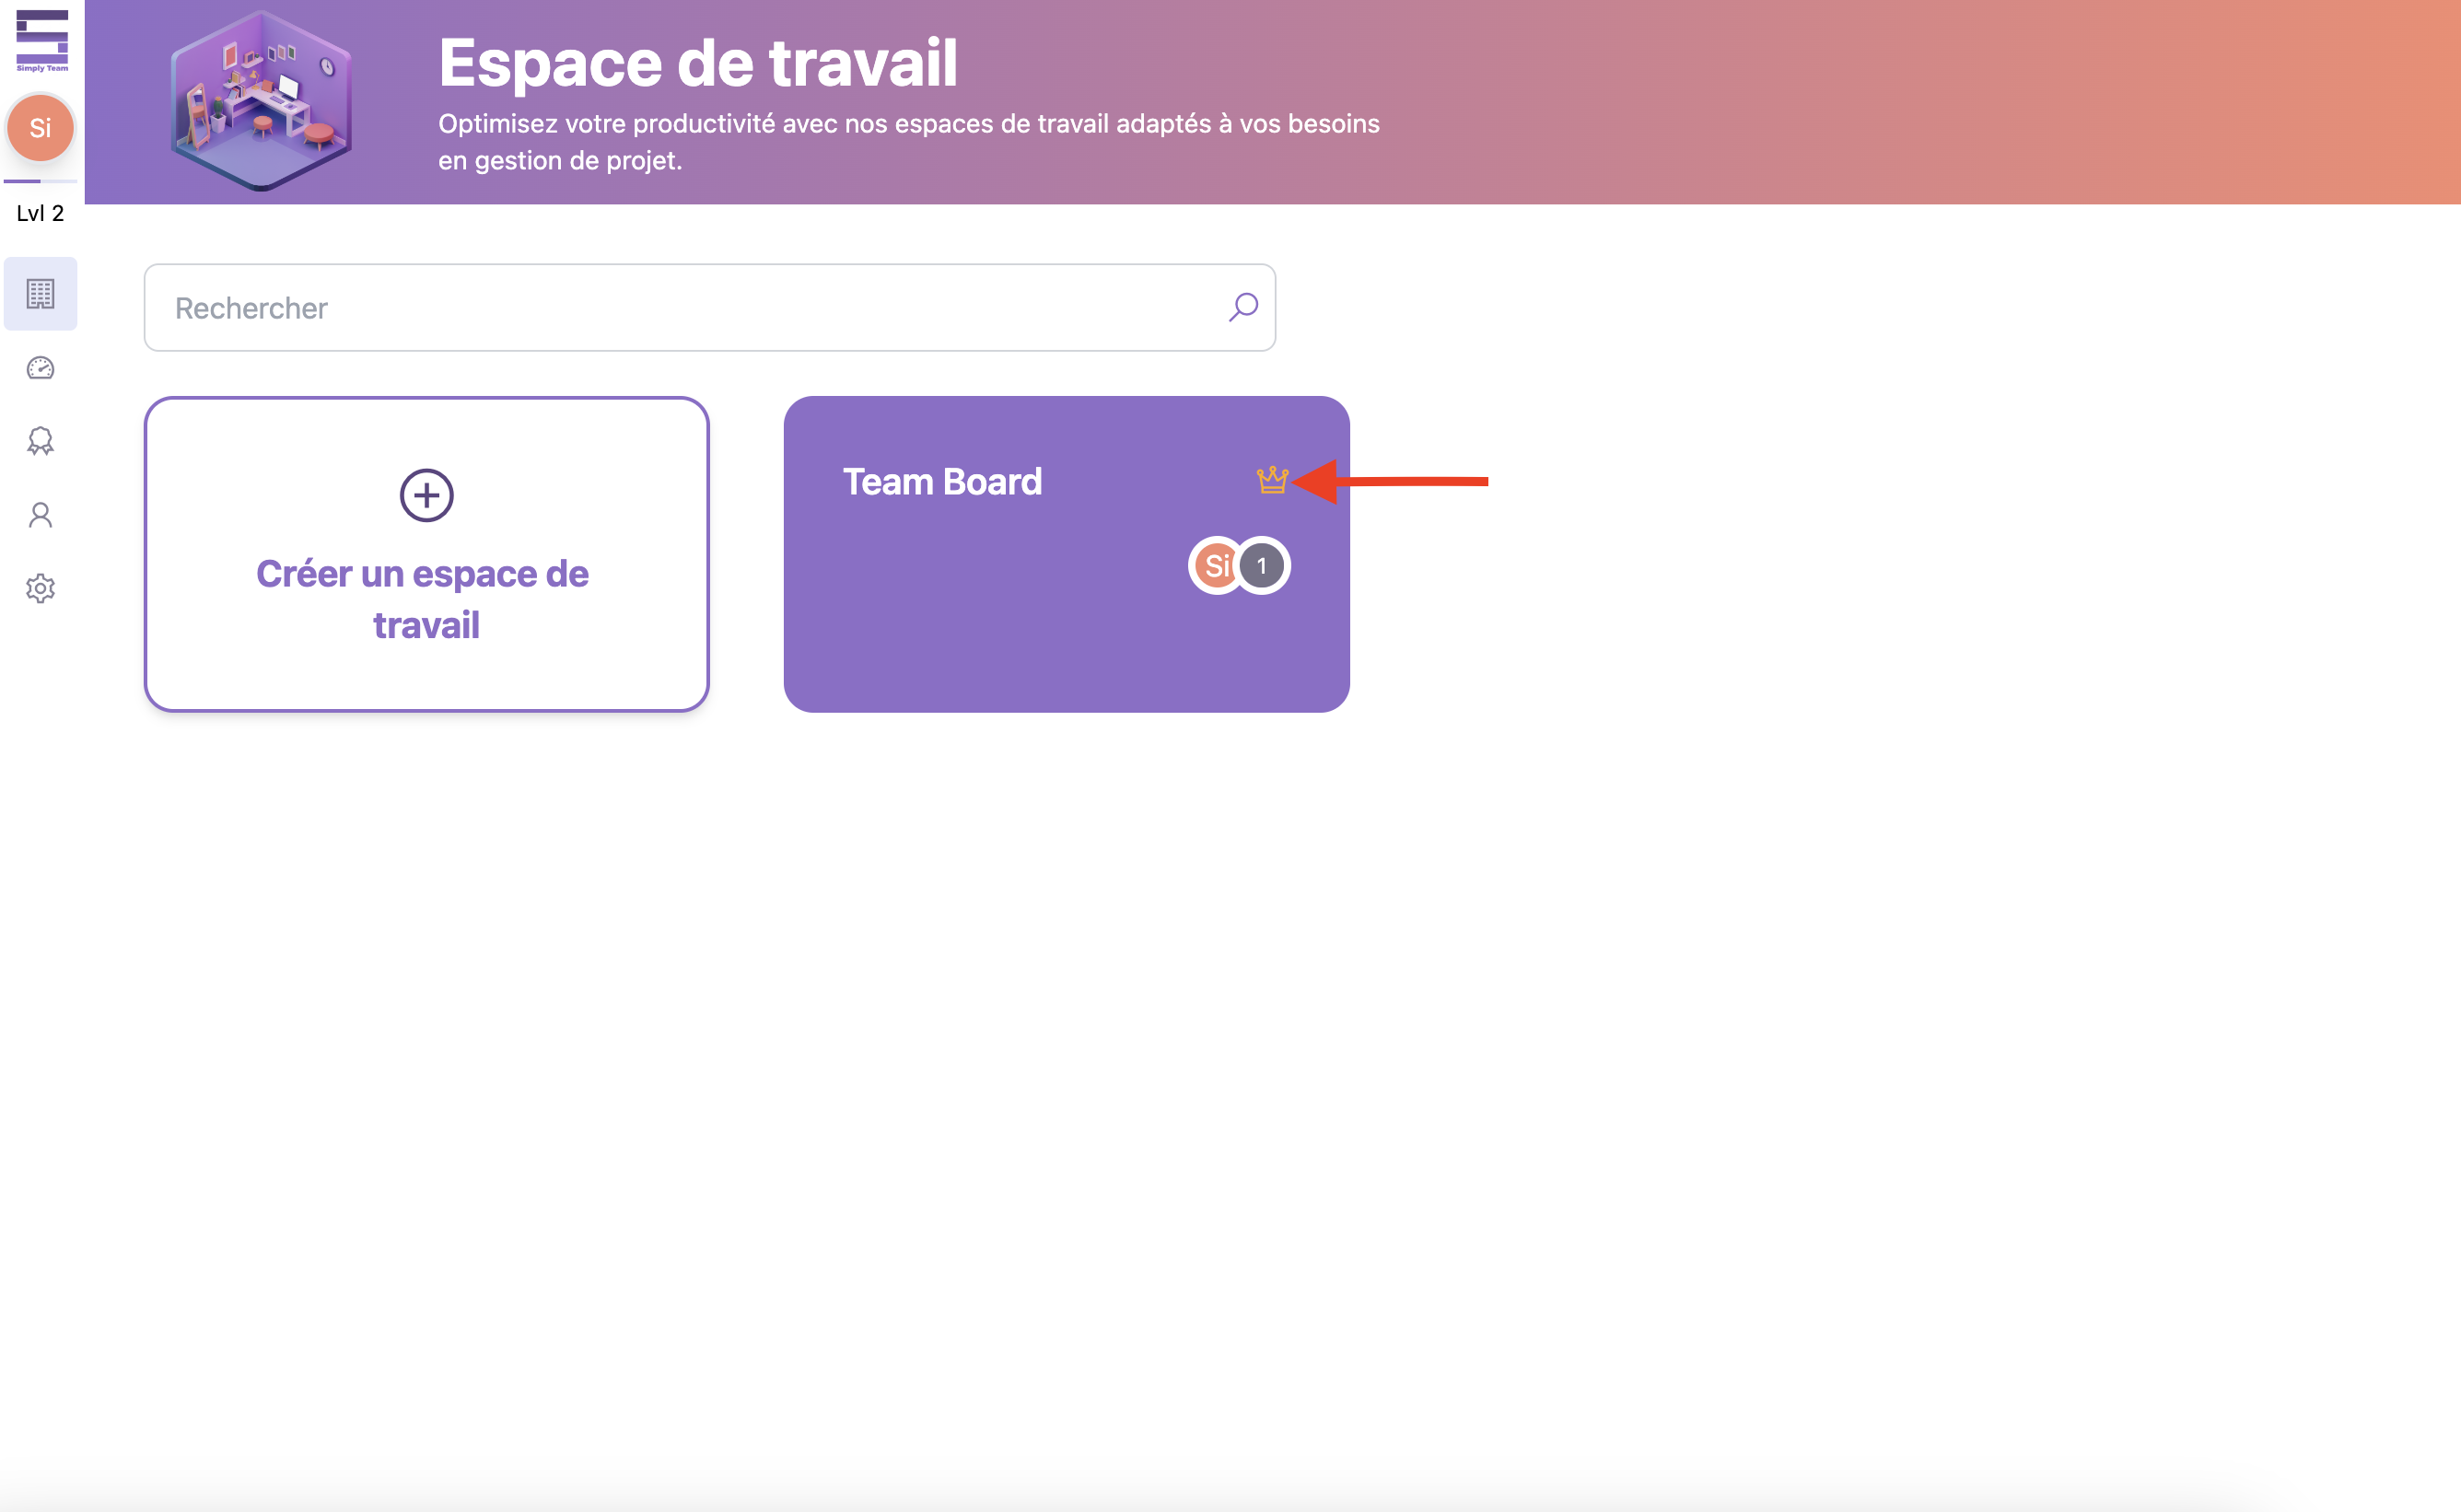 Simply Team
Si
Lvl 2
Espace de travail
Optimisez votre productivité avec nos espaces de travail adaptés à vos besoins
en gestion de projet.
Rechercher
Créer un espace de
travail
Team Board
Si 1